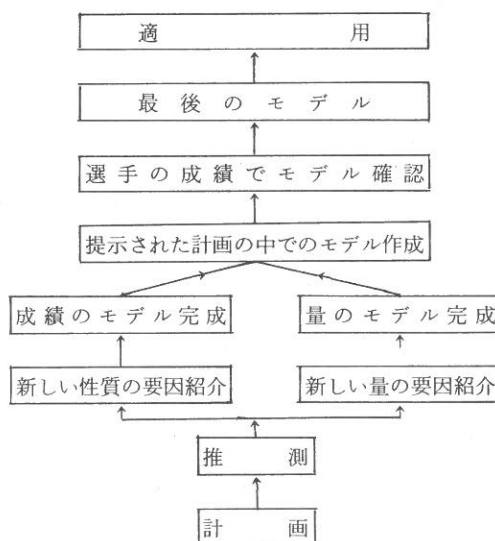 適用
最後のモデル
選手の成績でモデル確認
提示された計画の中でのモデル作成
成績のモデル完成
量のモデル完成
新しい性質の要因紹介
新しい量の要因紹介
推測
計画